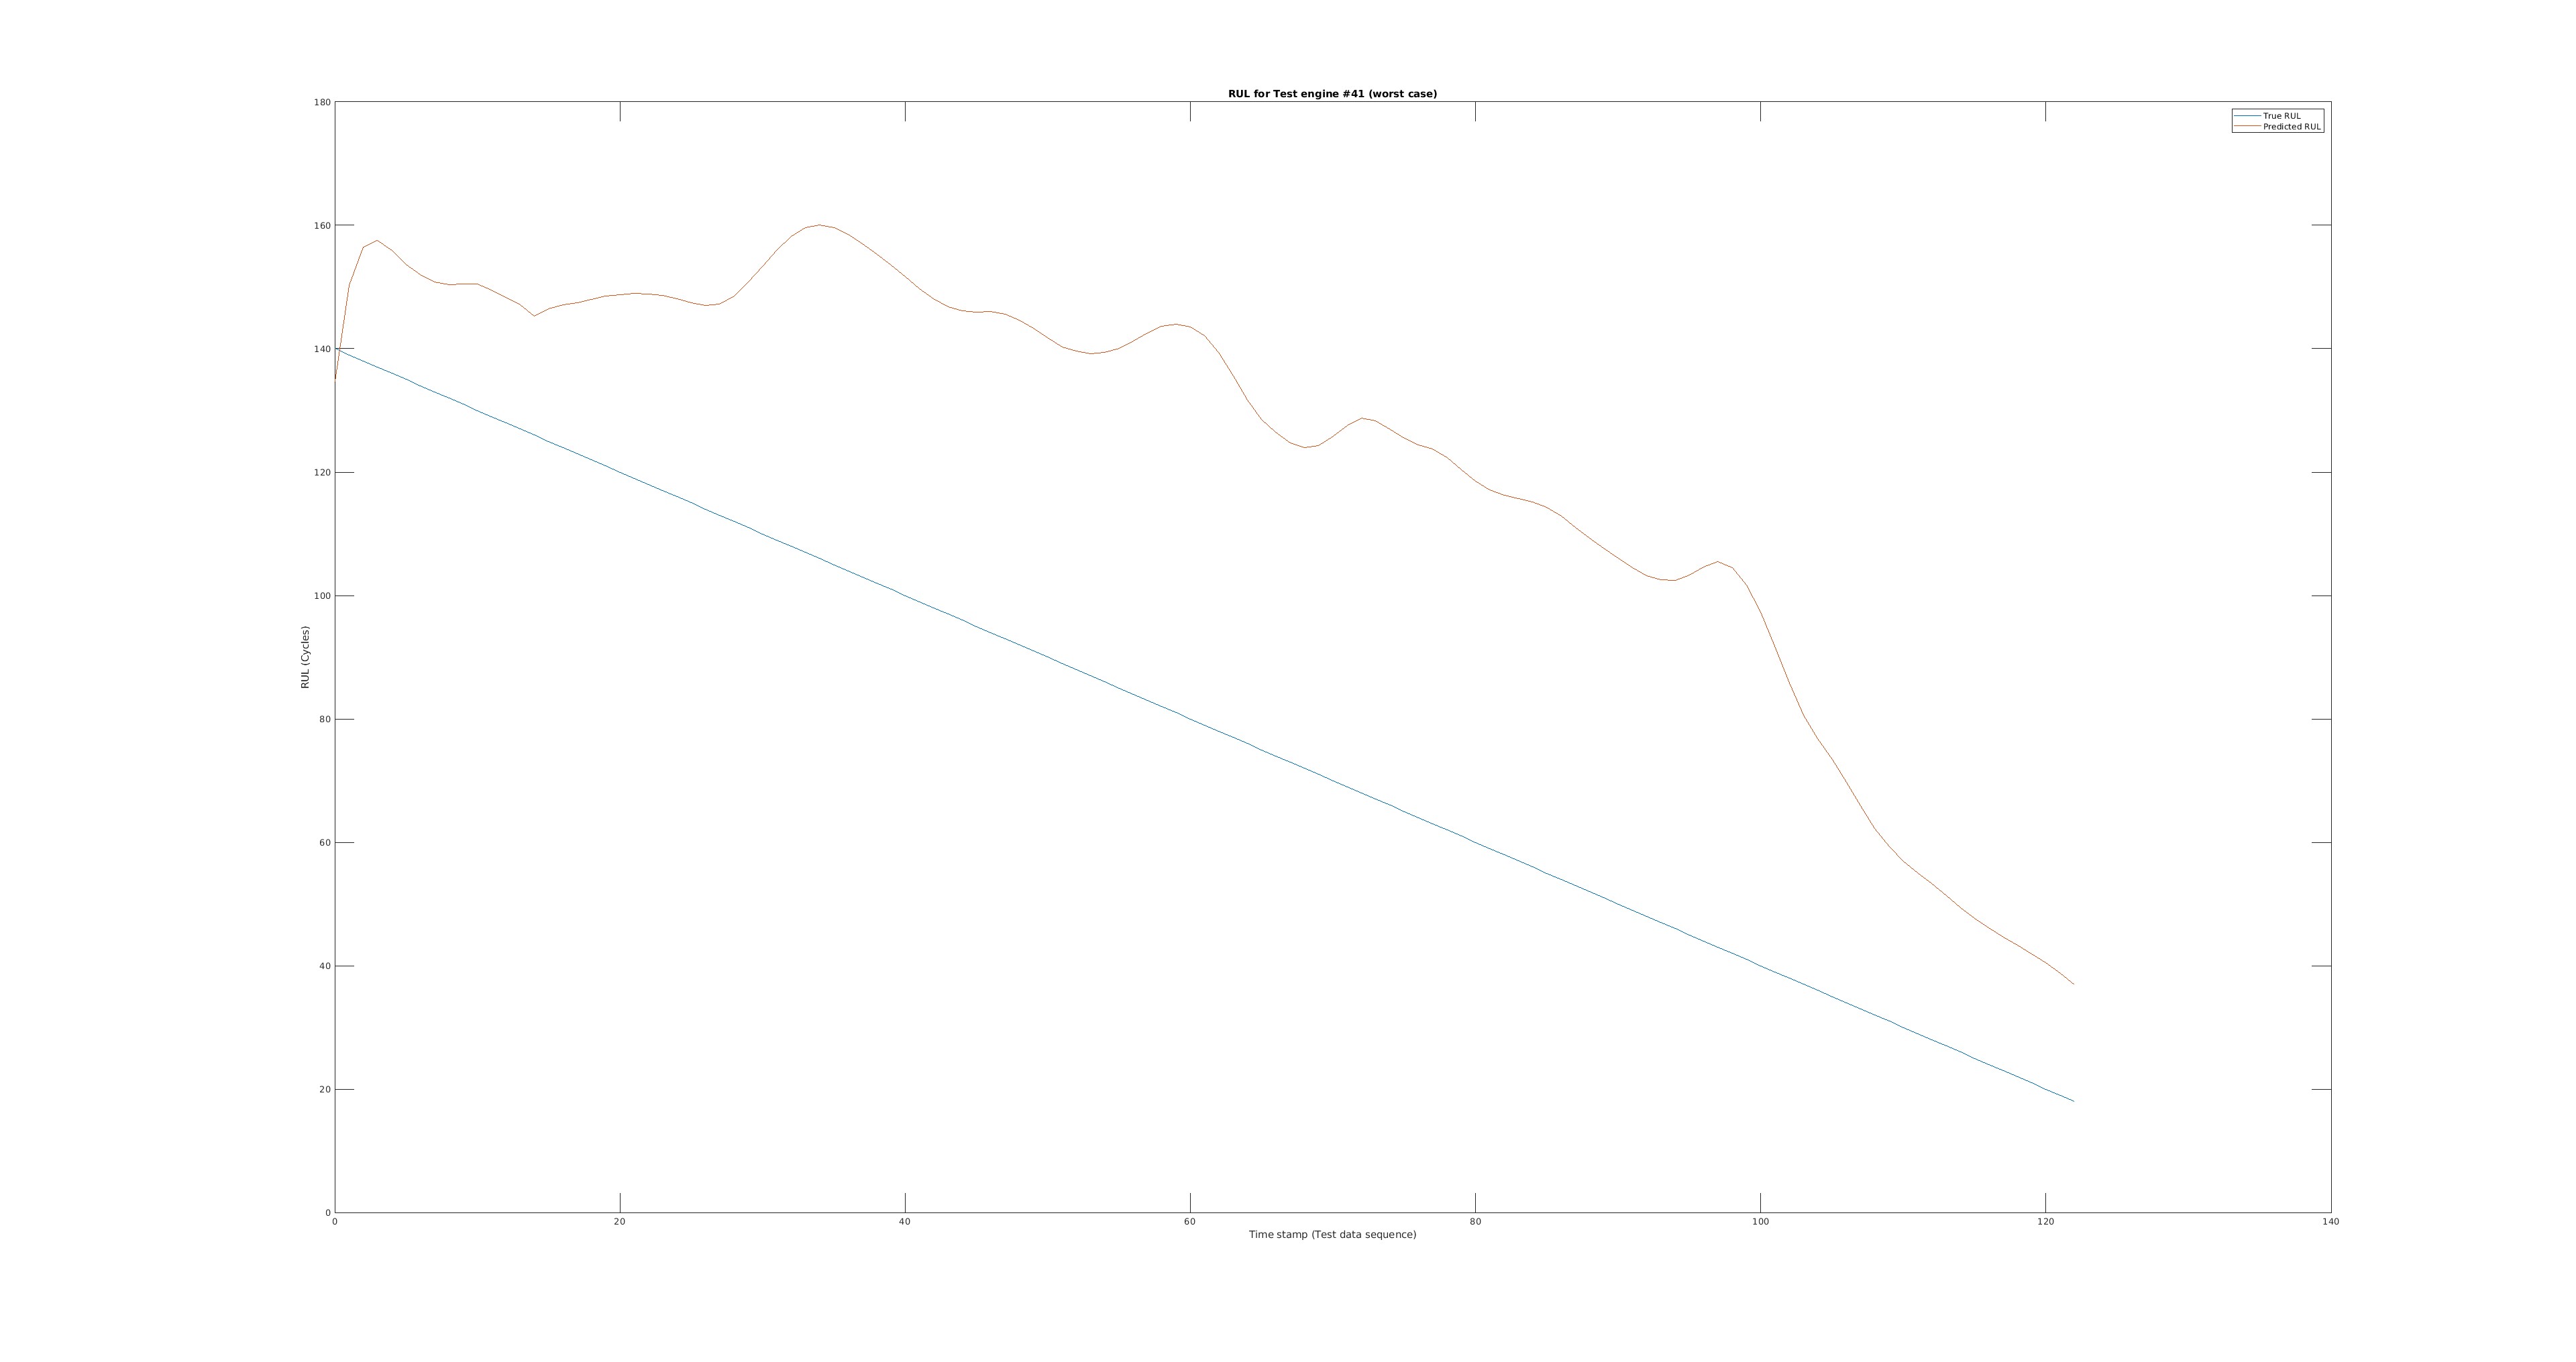 RUL for Test engine #41 (worst case)
True RUL
Predicted RUL
180
160
140
120
100
80
60
40
20
0
RUL (Cycles)
0 20 40 60 80 100 120 140
Time stamp (Test data sequence)